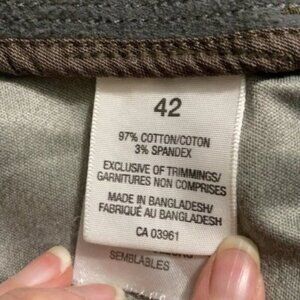 42
97% COTTON/COTON
3% SPANDEX
EXCLUSIVE OF TRIMMINGS/
GARNITURES NON COMPRISES
MADE IN BANGLADESH/
FABRIQUÉ AU BANGLADESH
CA 03961
SEMBLABLES